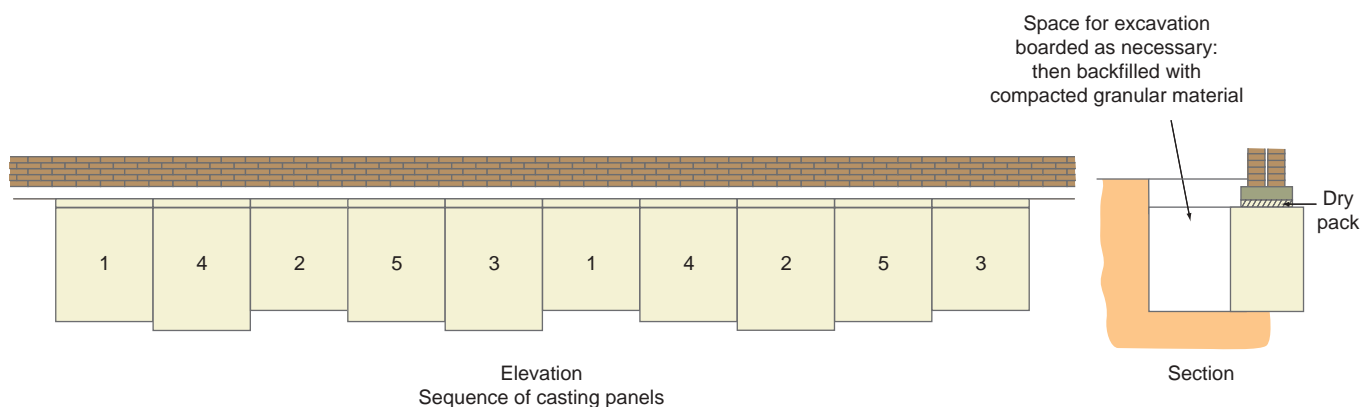 Space for excavation
boarded as necessary:
then backfilled with
compacted granular material
Dry
pack
1 4 2 5 3 1 4 2 5 3
Elevation
Sequence of casting panels
Section